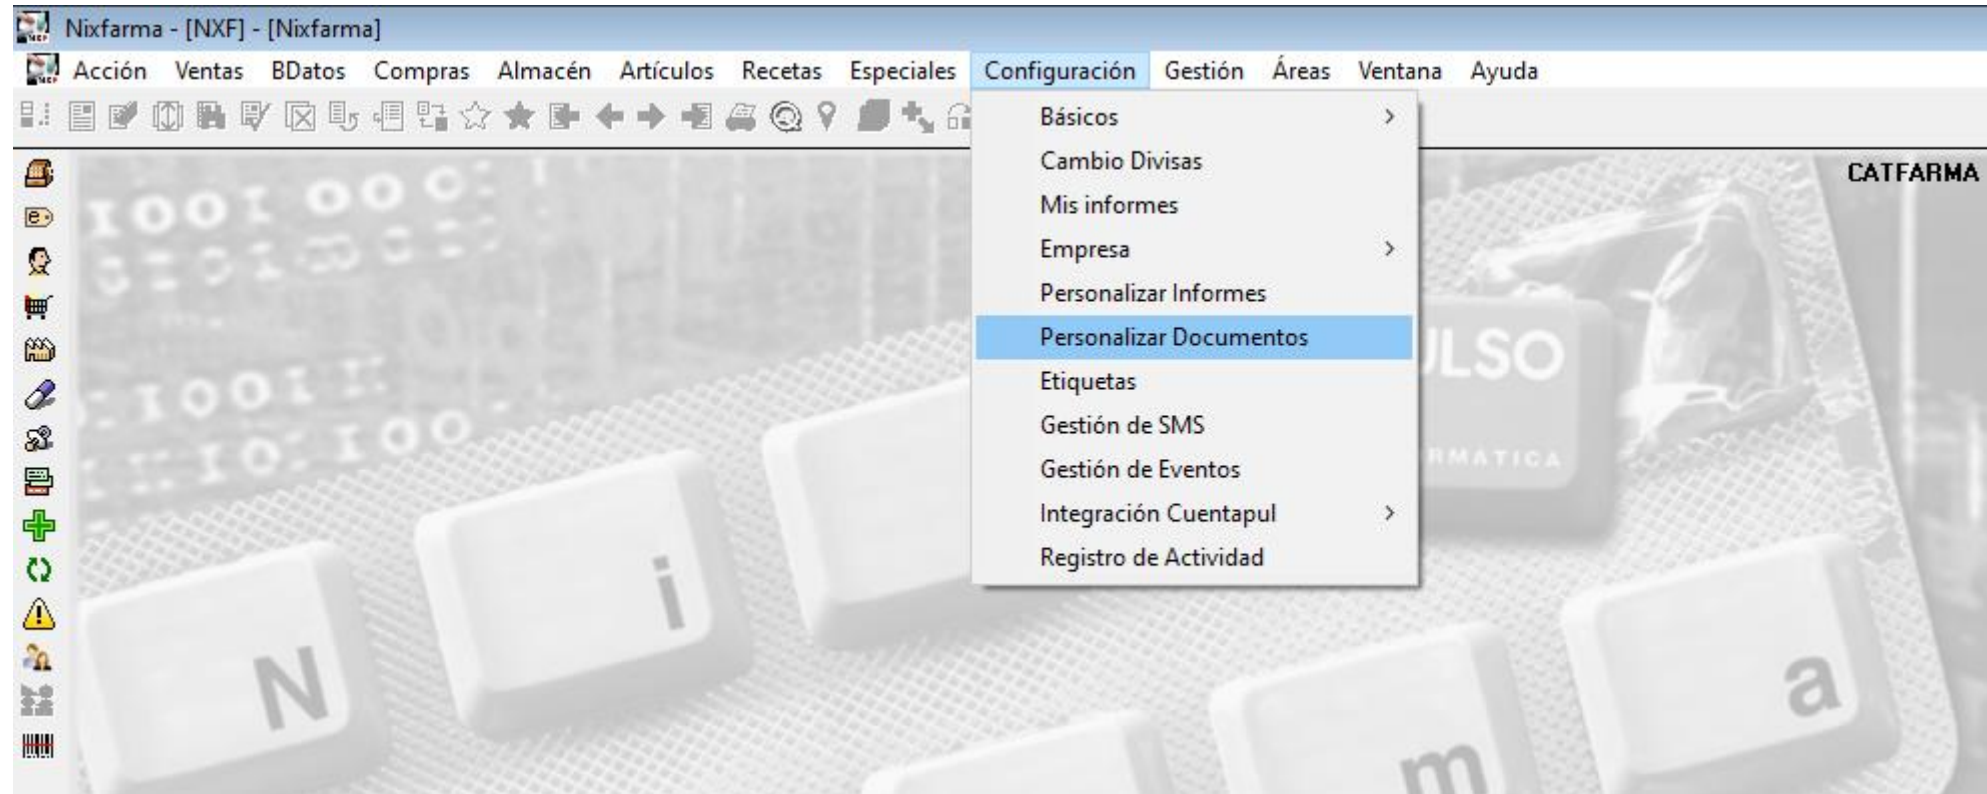 Nixfarma - [NXF] - [Nixfarma]
Acción Ventas BDatos Compras Almacén Artículos Recetas Especiales Configuración Gestión Áreas Ventana Ayuda
Básicos
Cambio Divisas
Mis informes
Empresa
Personalizar Informes
Personalizar Documentos
Etiquetas
Gestión de SMS
Gestión de Eventos
Integración Cuentapul
Registro de Actividad
CATFARMA
LSO
RMATICA
N
i
m
a